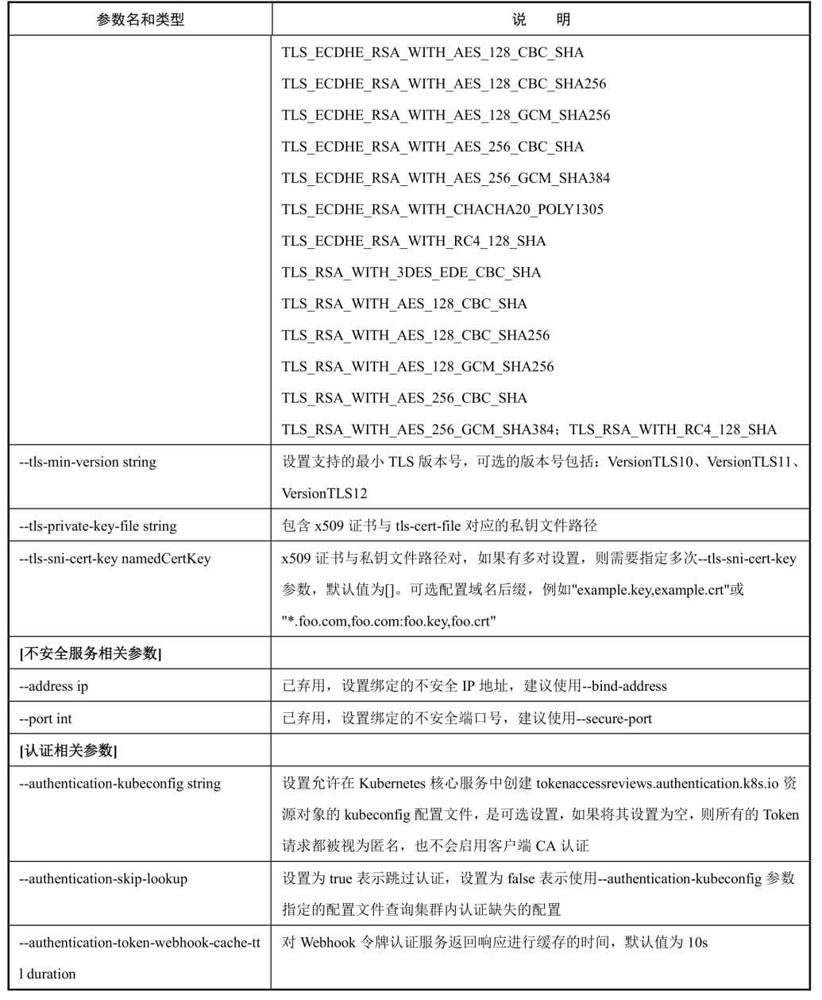 参数名和类型
说 明
TLS_ECDHE_RSA_WITH_AES_128_CBC_SHA
TLS_ECDHE_RSA_WITH_AES_128_CBC_SHA256
TLS_ECDHE_RSA_WITH_AES_128_GCM_SHA256
TLS_ECDHE_RSA_WITH_AES_256_CBC_SHA
TLS_ECDHE_RSA_WITH_AES_256_GCM_SHA384
TLS_ECDHE_RSA_WITH_CHACHA20_POLY1305
TLS_ECDHE_RSA_WITH_RC4_128_SHA
TLS_RSA_WITH_3DES_EDE_CBC_SHA
TLS_RSA_WITH_AES_128_CBC_SHA
TLS_RSA_WITH_AES_128_CBC_SHA256
TLS_RSA_WITH_AES_128_GCM_SHA256
TLS_RSA_WITH_AES_256_CBC_SHA
TLS_RSA_WITH_AES_256_GCM_SHA384；TLS_RSA_WITH_RC4_128_SHA
--tls-min-version string
设置支持的最小 TLS 版本号，可选的版本号包括：VersionTLS10、VersionTLS11、
VersionTLS12
--tls-private-key-file string
包含 x509 证书与 tls-cert-file 对应的私钥文件路径
--tls-sni-cert-key namedCertKey
x509 证书与私钥文件路径对，如果有多对设置，则需要指定多次--tls-sni-cert-key
参数，默认值为[]。可选配置域名后缀，例如"example.key,example.crt"或
"*.foo.com,foo.com:foo.key,foo.crt"
[不安全服务相关参数]
--address ip
已弃用，设置绑定的不安全 IP 地址，建议使用--bind-address
--port int
已弃用，设置绑定的不安全端口号，建议使用--secure-port
[认证相关参数]
--authentication-kubeconfig string
设置允许在 Kubernetes 核心服务中创建 tokenaccessreviews.authentication.k8s.io 资
源对象的 kubeconfig 配置文件，是可选设置，如果将其设置为空，则所有的 Token
请求都被视为匿名，也不会启用客户端 CA 认证
--authentication-skip-lookup
设置为 true 表示跳过认证，设置为 false 表示使用--authentication-kubeconfig 参数
指定的配置文件查询集群内认证缺失的配置
--authentication-token-webhook-cache-tt
l duration
对 Webhook 令牌认证服务返回响应进行缓存的时间，默认值为 10s